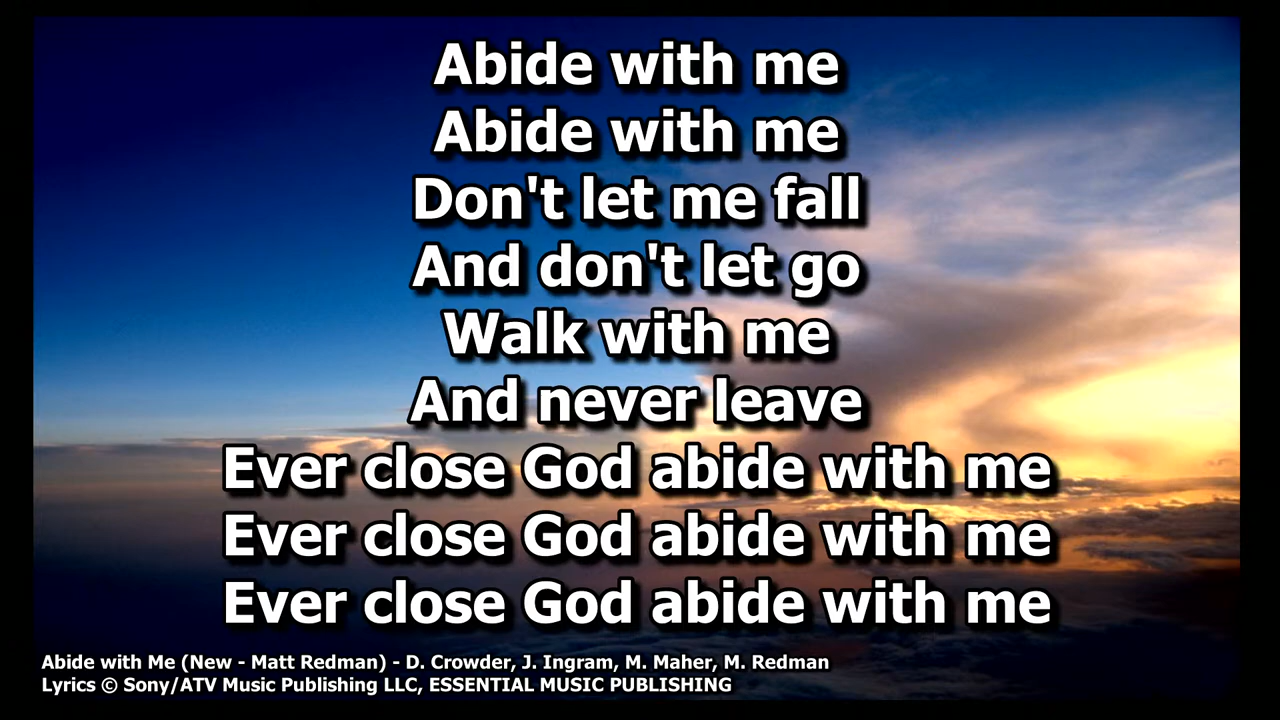 Abide with me
Abide with me
Don't let me fall
And don't let go
Walk with me
And never leave
Ever close God abide with me
Ever close God abide with me
Ever close God abide with me
Abide with Me (New - Matt Redman) - D. Crowder, J. Ingram, M. Maher, M. Redman
Lyrics © Sony/ATV Music Publishing LLC, ESSENTIAL MUSIC PUBLISHING